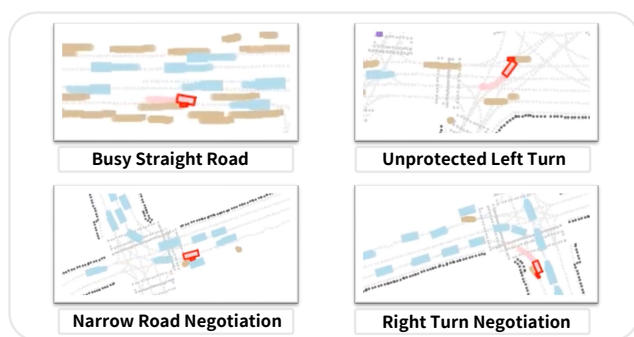 Busy Straight Road
Unprotected Left Turn
Narrow Road Negotiation
Right Turn Negotiation